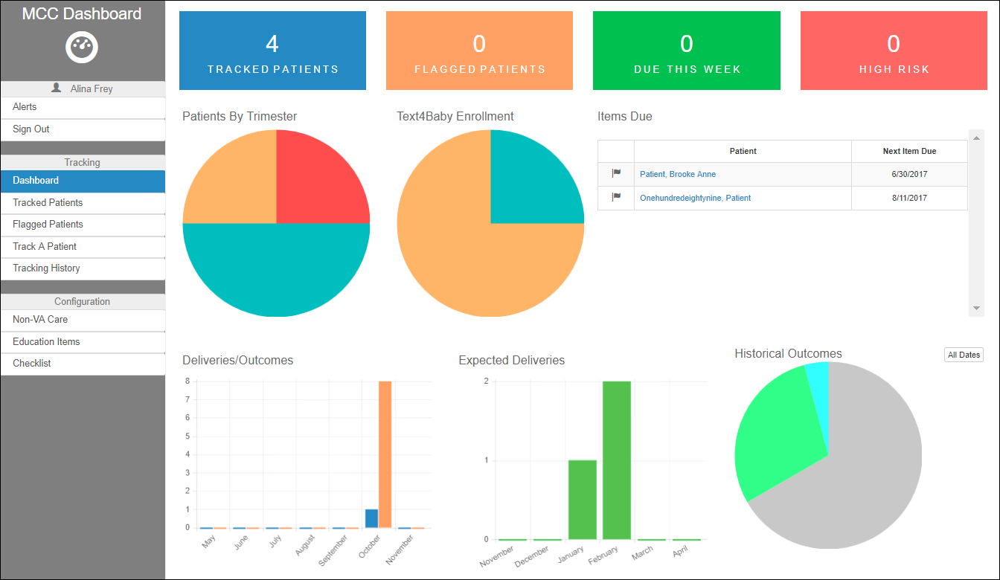 MCC Dashboard
Alina Frey
Alerts
Sign Out
Tracking
Dashboard
Tracked Patients
Flagged Patients
Track A Patient
Tracking History
Configuration
Non-VA Care
Education Items
Checklist
4
TRACKED PATIENTS
0
FLAGGED PATIENTS
0
DUE THIS WEEK
0
HIGH RISK
Patients By Trimester
Text4Baby Enrollment
Items Due
Patient Next Item Due
Patient, Brooke Anne 6/30/2017
Onehundredeightynine, Patient 8/11/2017
Deliveries/Outcomes
8
7
6
5
4
3
2
1
0
May June July August September October November
Expected Deliveries
2
1
0
November December January February March April
Historical Outcomes
All Dates